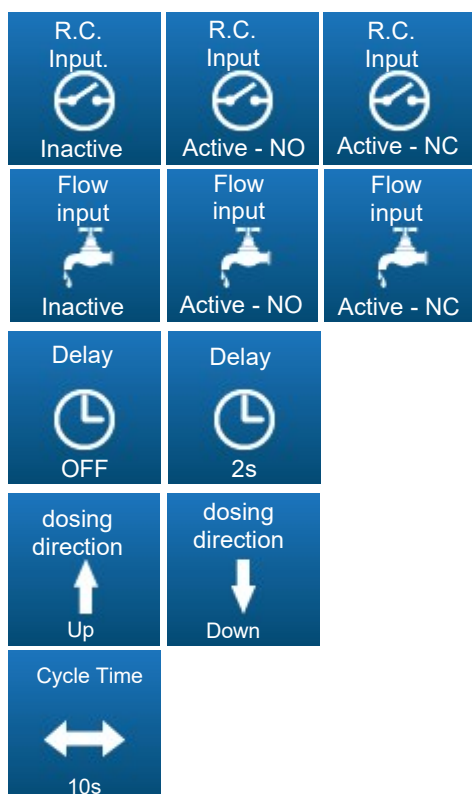 R.C.
Input.
Inactive
R.C.
Input
Active - NO
R.C.
Input
Active - NC
Flow
input
Inactive
Flow
input
Active - NO
Flow
input
Active - NC
Delay
OFF
Delay
2s
dosing
direction
Up
dosing
direction
Down
Cycle Time
10s